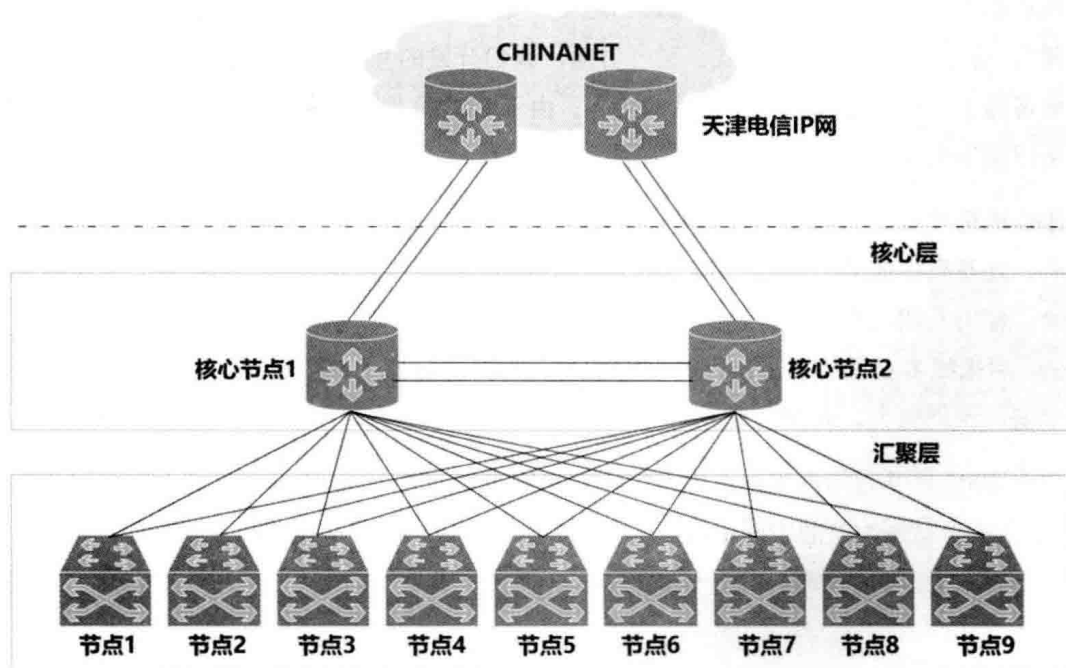 CHINANET
天津电信IP网
核心层
核心节点1
核心节点2
汇聚层
节点1
节点2
节点3
节点4
节点5
节点6
节点7
节点8
节点9